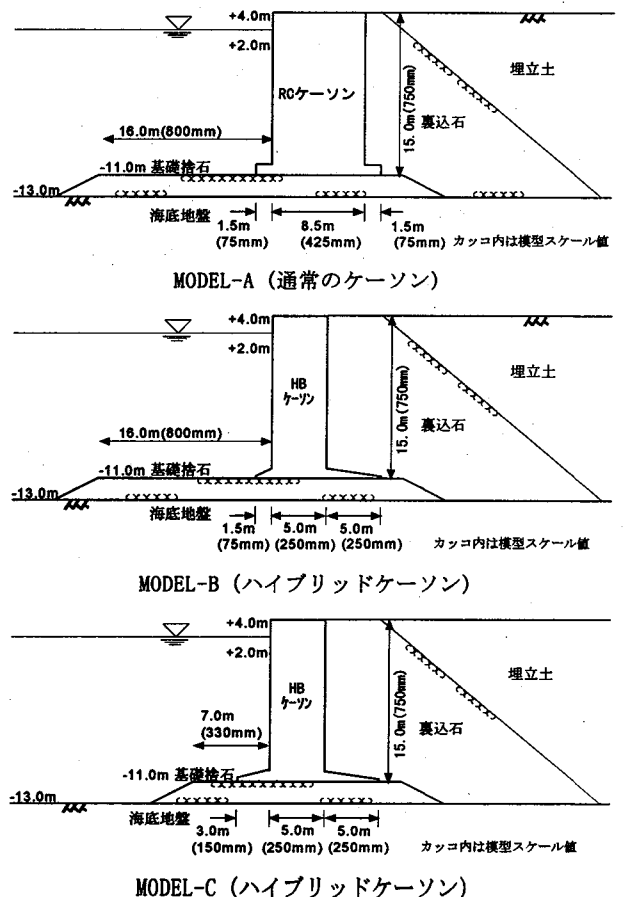 +4.0m
+2.0m
RCケーソン
埋立土
裏込石
15.0m(750mm)
16.0m(800mm)
-11.0m 基礎捨石
-13.0m
海底地盤
1.5m 8.5m 1.5m
(75mm) (425mm) (75mm) カッコ内は模型スケール値
MODEL-A (通常のケーソン)
+4.0m
+2.0m
HB
ケーソン
埋立土
裏込石
15.0m(750mm)
16.0m(800mm)
-11.0m 基礎捨石
-13.0m
海底地盤
1.5m 5.0m 5.0m
(75mm) (250mm) (250mm) カッコ内は模型スケール値
MODEL-B (ハイブリッドケーソン)
+4.0m
+2.0m
HB
ケーソン
埋立土
裏込石
15.0m(750mm)
7.0m
(330mm)
-11.0m 基礎捨石
-13.0m
海底地盤
3.0m 5.0m 5.0m
(150mm) (250mm) (250mm) カッコ内は模型スケール値
MODEL-C (ハイブリッドケーソン)